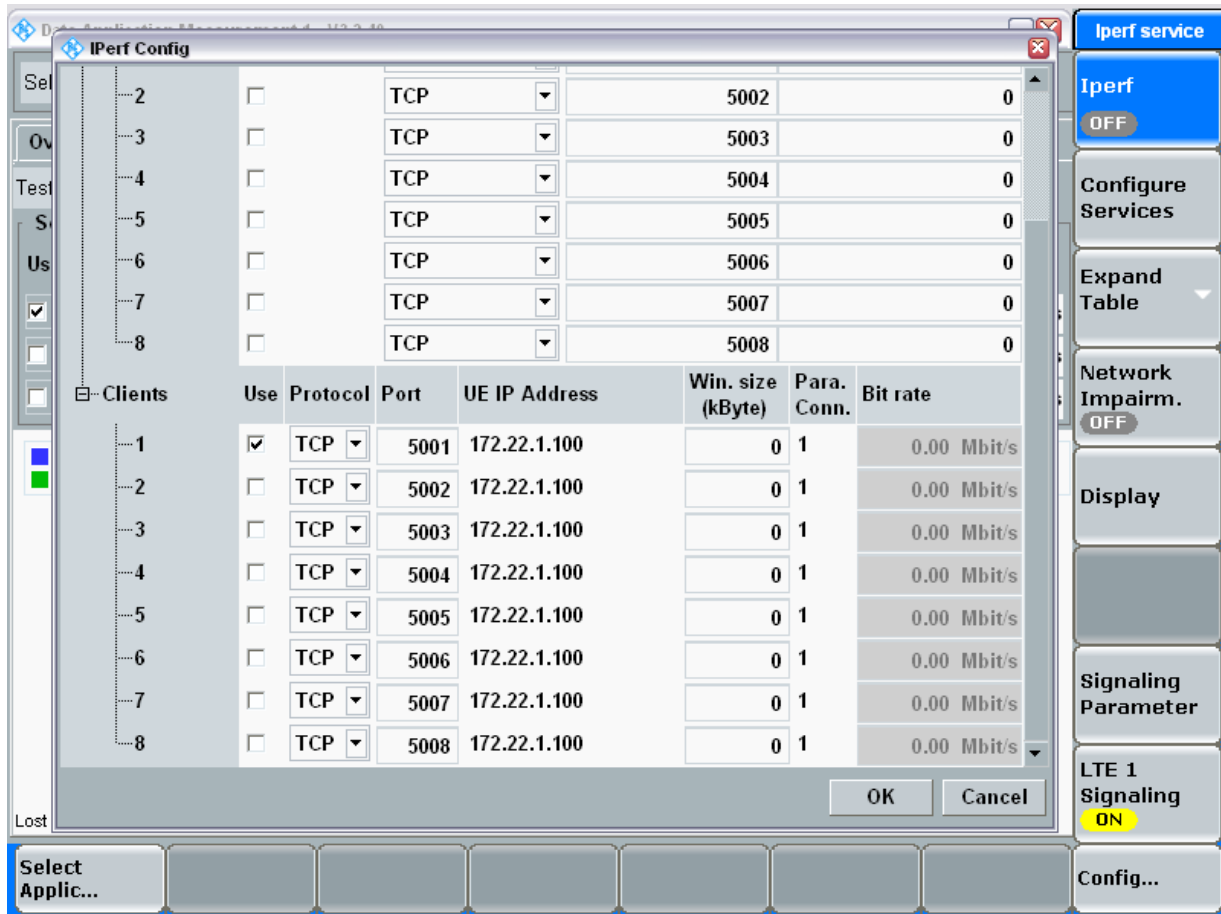 IPerf Config
Iperf service
Sel
Ov
Test
Us
2 TCP 5002 0
3 TCP 5003 0
4 TCP 5004 0
5 TCP 5005 0
6 TCP 5006 0
7 TCP 5007 0
8 TCP 5008 0
Clients Use Protocol Port UE IP Address Win. size (kByte) Para. Conn. Bit rate
1 TCP 5001 172.22.1.100 0 1 0.00 Mbit/s
2 TCP 5002 172.22.1.100 0 1 0.00 Mbit/s
3 TCP 5003 172.22.1.100 0 1 0.00 Mbit/s
4 TCP 5004 172.22.1.100 0 1 0.00 Mbit/s
5 TCP 5005 172.22.1.100 0 1 0.00 Mbit/s
6 TCP 5006 172.22.1.100 0 1 0.00 Mbit/s
7 TCP 5007 172.22.1.100 0 1 0.00 Mbit/s
8 TCP 5008 172.22.1.100 0 1 0.00 Mbit/s
OK Cancel
Lost
Iperf
OFF
Configure
Services
Expand
Table
Network
Impairm.
OFF
Display
Signaling
Parameter
LTE 1
Signaling
ON
Select
Applic...
Config...